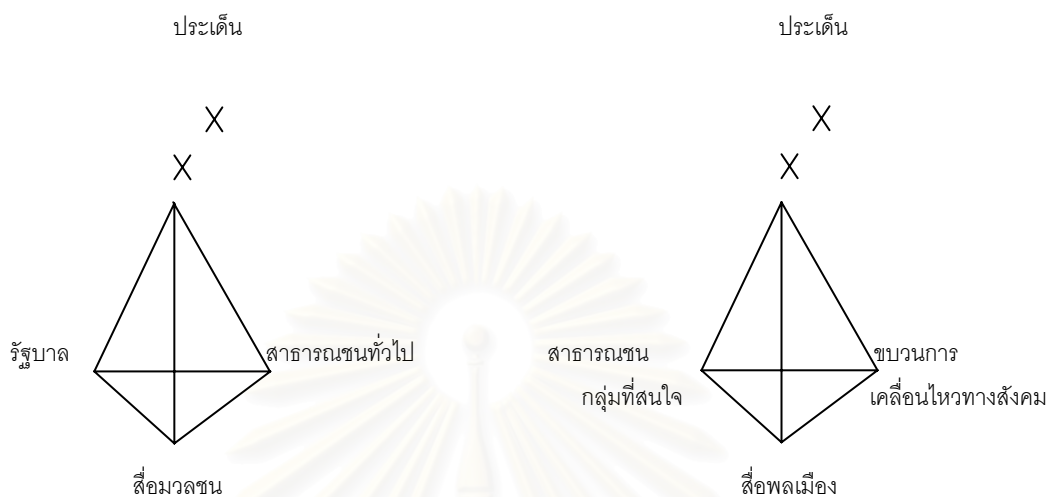 ประเด็น
X
X
รัฐบาล
สาธารณชนทั่วไป
สื่อมวลชน
ประเด็น
X
X
สาธารณชน
กลุ่มที่สนใจ
ขบวนการ
เคลื่อนไหวทางสังคม
สื่อพลเมือง